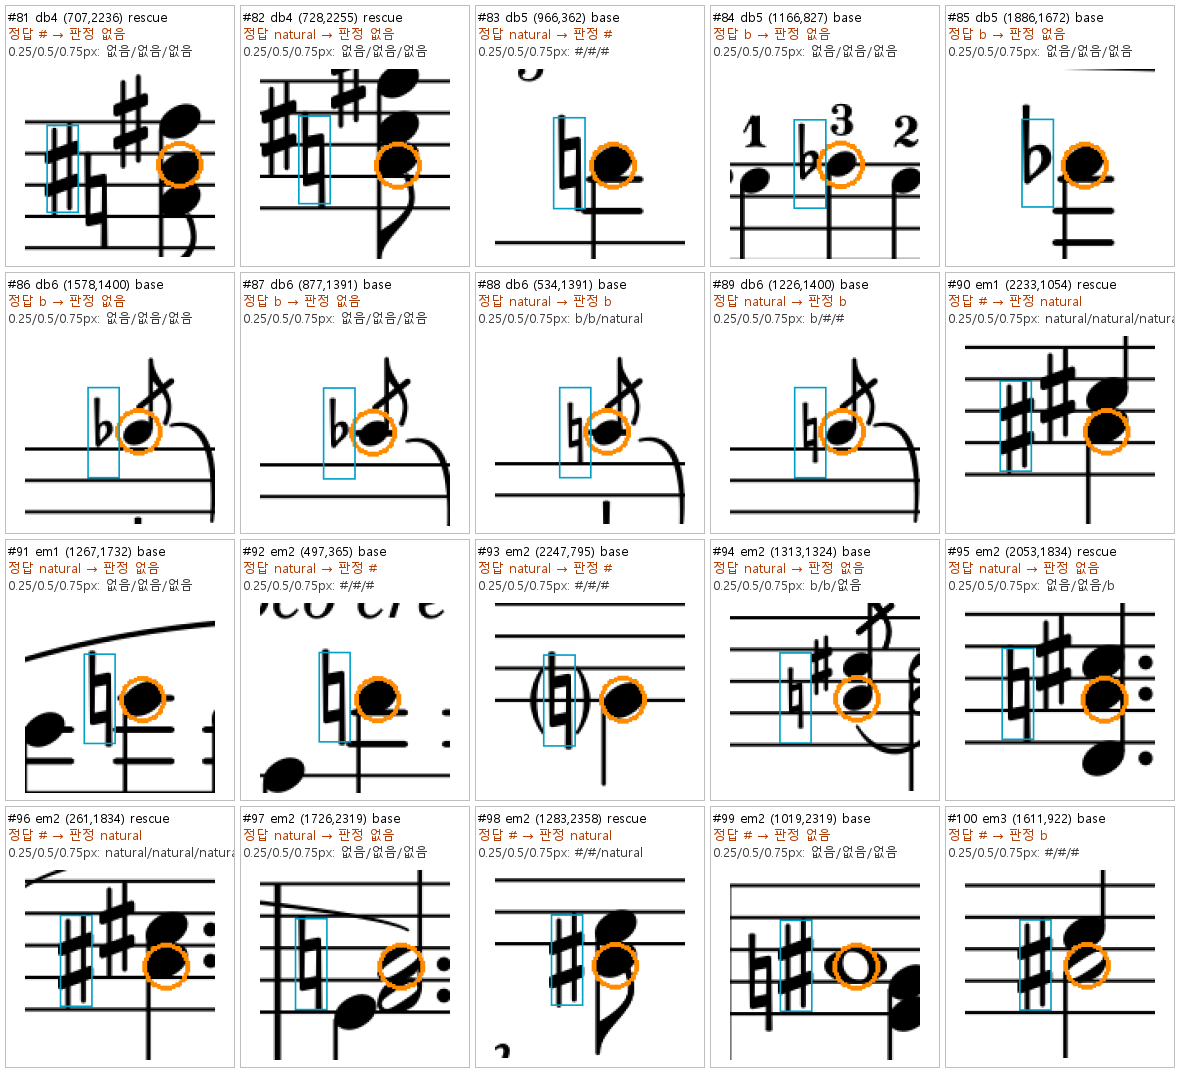 #81 db4 (707,2236) rescue
정답 # → 판정 없음
0.25/0.5/0.75px: 없음/없음/없음
#82 db4 (728,2255) rescue
정답 natural → 판정 없음
0.25/0.5/0.75px: 없음/없음/없음
#83 db5 (966,362) base
정답 natural → 판정 #
0.25/0.5/0.75px: #/#/#
#84 db5 (1166,827) base
정답 b → 판정 없음
0.25/0.5/0.75px: 없음/없음/없음
1 3 2
#85 db5 (1886,1672) base
정답 b → 판정 없음
0.25/0.5/0.75px: 없음/없음/없음
#86 db6 (1578,1400) base
정답 b → 판정 없음
0.25/0.5/0.75px: 없음/없음/없음
#87 db6 (877,1391) base
정답 b → 판정 없음
0.25/0.5/0.75px: 없음/없음/없음
#88 db6 (534,1391) base
정답 natural → 판정 b
0.25/0.5/0.75px: b/b/natural
#89 db6 (1226,1400) base
정답 natural → 판정 b
0.25/0.5/0.75px: b/#/#
#90 em1 (2233,1054) rescue
정답 # → 판정 natural
0.25/0.5/0.75px: natural/natural/natura
#91 em1 (1267,1732) base
정답 natural → 판정 없음
0.25/0.5/0.75px: 없음/없음/없음
#92 em2 (497,365) base
정답 natural → 판정 #
0.25/0.5/0.75px: #/#/#
#93 em2 (2247,795) base
정답 natural → 판정 #
0.25/0.5/0.75px: #/#/#
#94 em2 (1313,1324) base
정답 natural → 판정 없음
0.25/0.5/0.75px: b/b/없음
#95 em2 (2053,1834) rescue
정답 natural → 판정 없음
0.25/0.5/0.75px: 없음/없음/b
#96 em2 (261,1834) rescue
정답 # → 판정 natural
0.25/0.5/0.75px: natural/natural/natura
#97 em2 (1726,2319) base
정답 natural → 판정 없음
0.25/0.5/0.75px: 없음/없음/없음
#98 em2 (1283,2358) rescue
정답 # → 판정 natural
0.25/0.5/0.75px: #/#/natural
#99 em2 (1019,2319) base
정답 # → 판정 없음
0.25/0.5/0.75px: 없음/없음/없음
#100 em3 (1611,922) base
정답 # → 판정 b
0.25/0.5/0.75px: #/#/#